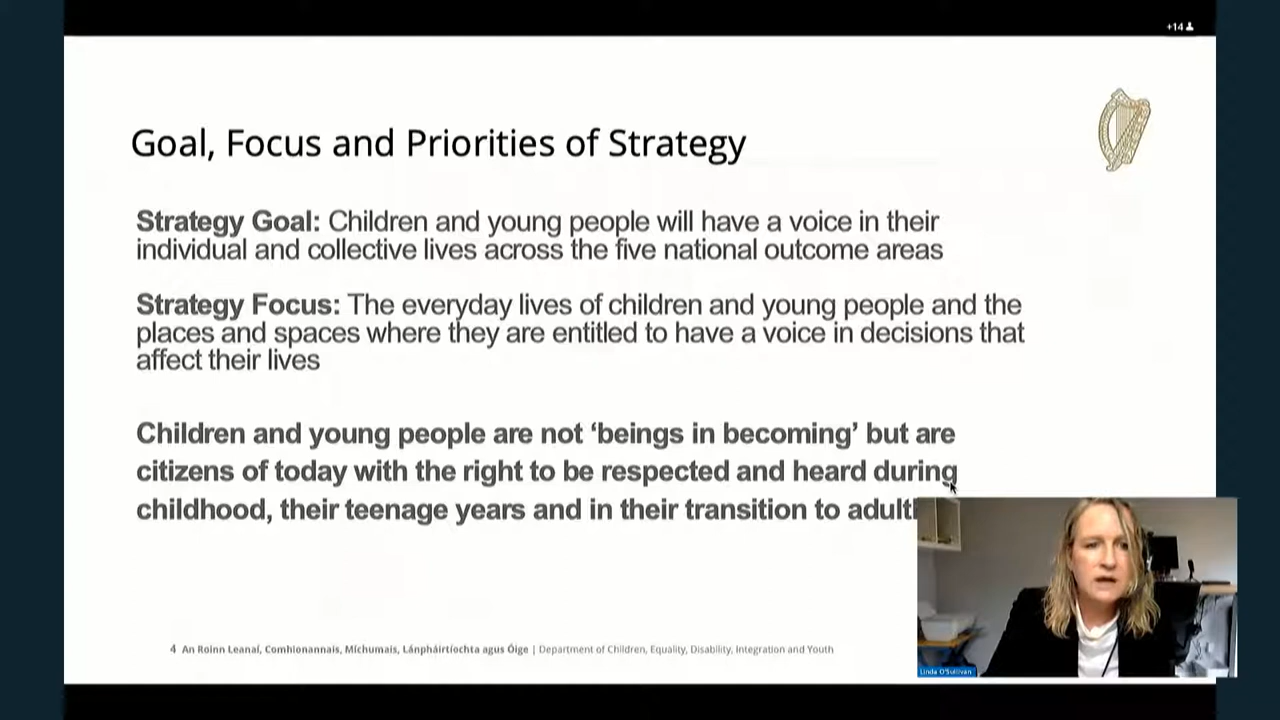 +14
Goal, Focus and Priorities of Strategy
Strategy Goal: Children and young people will have a voice in their
individual and collective lives across the five national outcome areas
Strategy Focus: The everyday lives of children and young people and the
places and spaces where they are entitled to have a voice in decisions that
affect their lives
Children and young people are not ‘beings in becoming’ but are
citizens of today with the right to be respected and heard during
childhood, their teenage years and in their transition to
4 An Roinn Leanaí, Comhionannais, Míchumais, Lánpháirtíochta agus Óige | Department of Children, Equality, Disability, Integration and Youth
Linda O'Sullivan